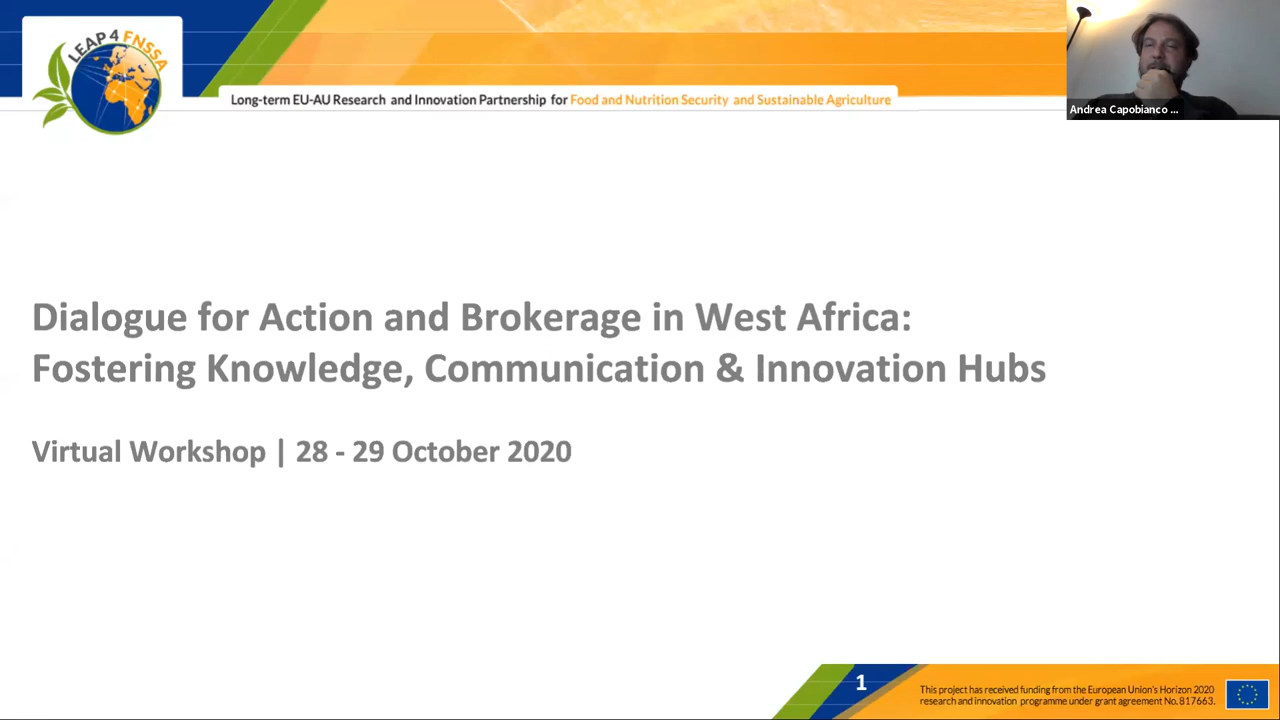 LEAP 4 FNSSA
Long-term EU-AU Research and Innovation Partnership for Food and Nutrition Security and Sustainable Agriculture
Andrea Capobianco ...
Dialogue for Action and Brokerage in West Africa:
Fostering Knowledge, Communication & Innovation Hubs
Virtual Workshop | 28 - 29 October 2020
1
This project has received funding from the European Union's Horizon 2020
research and innovation programme under grant agreement No. 817663.